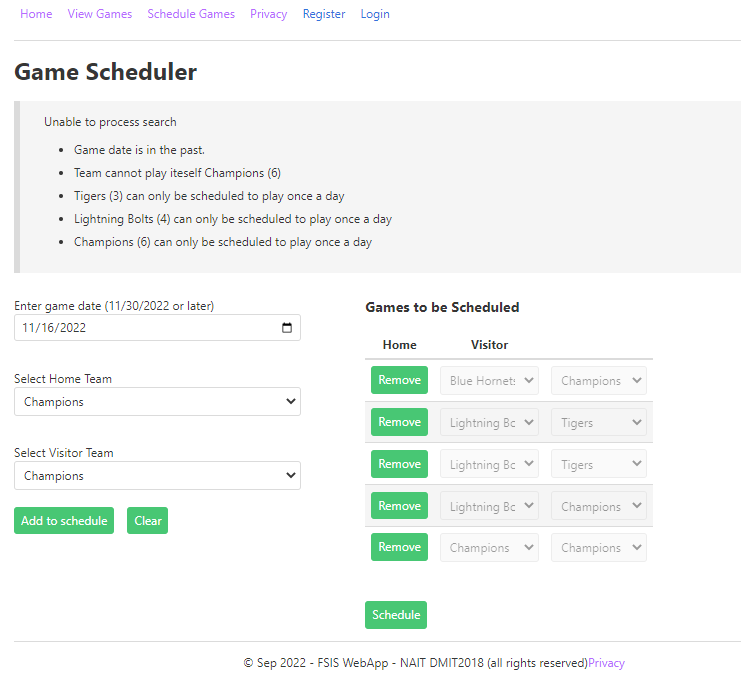 Home View Games Schedule Games Privacy Register Login
Game Scheduler
Unable to process search
Game date is in the past.
Team cannot play iteself Champions (6)
Tigers (3) can only be scheduled to play once a day
Lightning Bolts (4) can only be scheduled to play once a day
Champions (6) can only be scheduled to play once a day
Enter game date (11/30/2022 or later)
11/16/2022
Select Home Team
Champions
Select Visitor Team
Champions
Add to schedule Clear
Games to be Scheduled
Home Visitor
Remove Blue Hornets Champions
Remove Lightning Bc Tigers
Remove Lightning Bc Tigers
Remove Lightning Bc Champions
Remove Champions Champions
Schedule
© Sep 2022 - FSIS WebApp - NAIT DMIT2018 (all rights reserved)Privacy